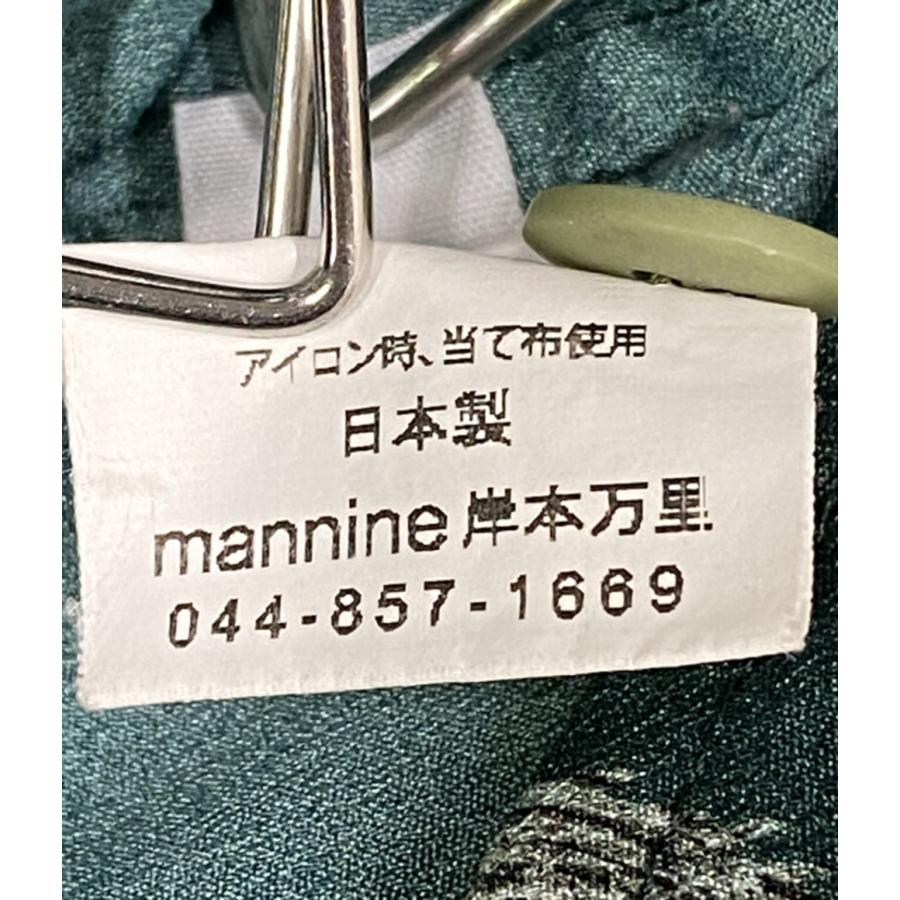 アイロン時、当て布使用
日本製
mannine 岸本万里
044-857-1669